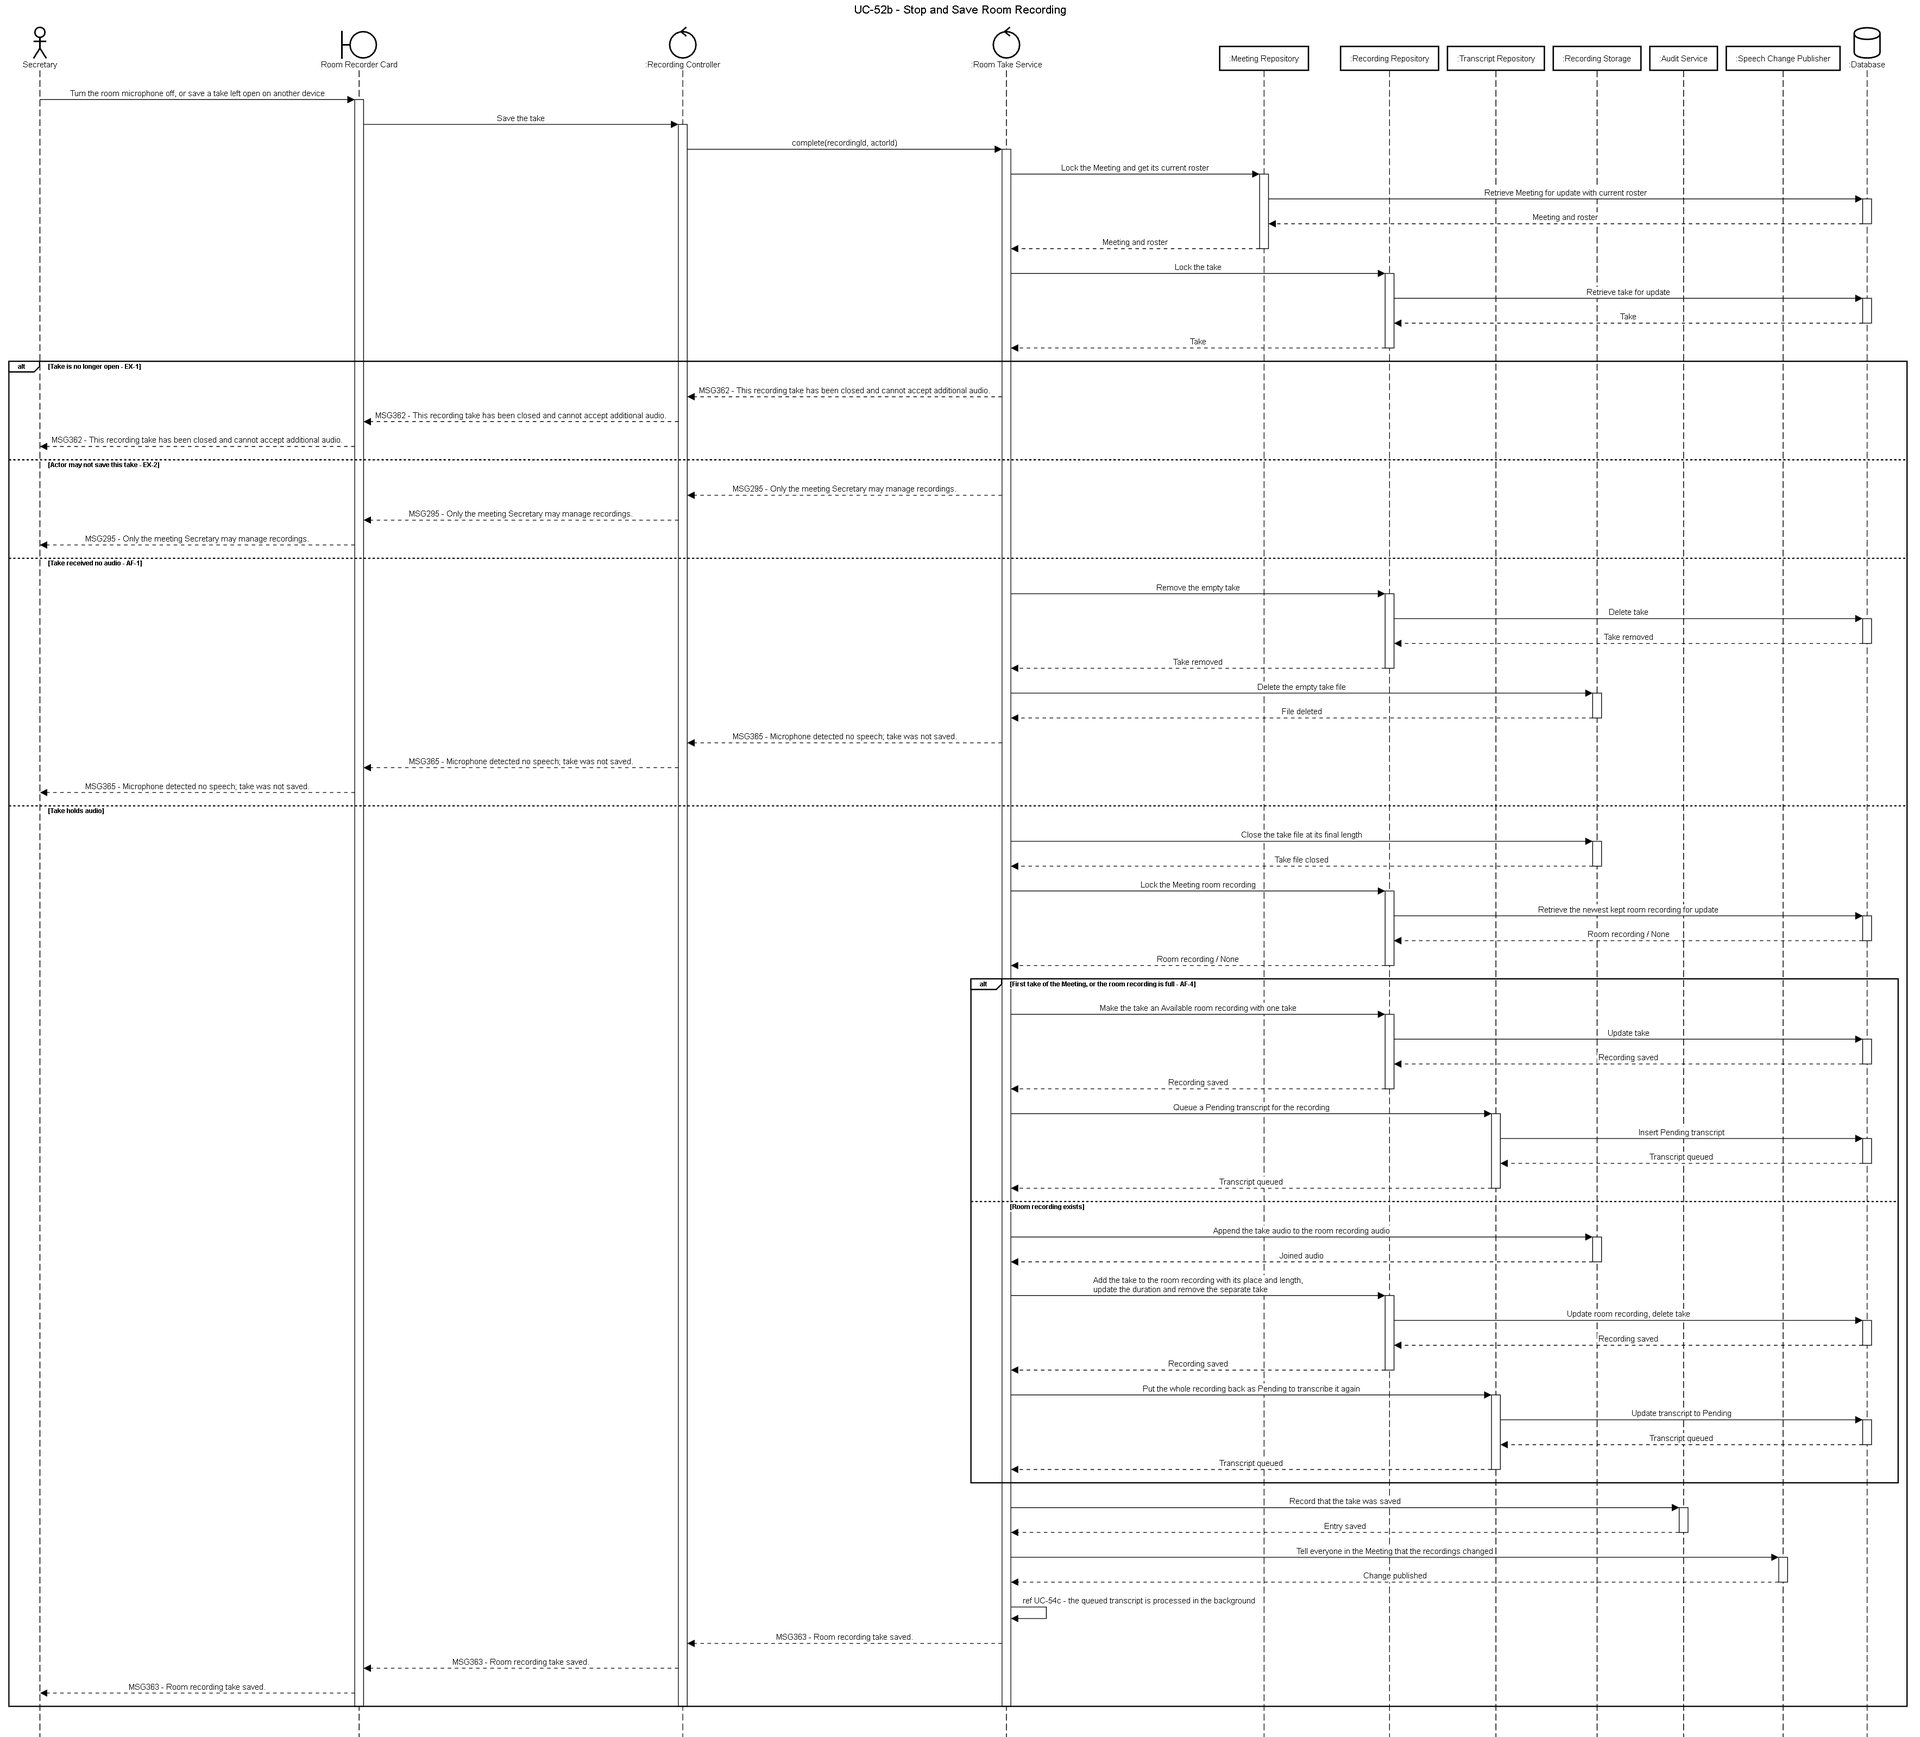 UC-52b - Stop and Save Room Recording
Secretary
Room Recorder Card
:Recording Controller
:Room Take Service
:Meeting Repository
:Recording Repository
:Transcript Repository
:Recording Storage
:Audit Service
:Speech Change Publisher
:Database
Turn the room microphone off, or save a take left open on another device
Save the take
complete(recordingId, actorId)
Lock the Meeting and get its current roster
Retrieve Meeting for update with current roster
Meeting and roster
Meeting and roster
Lock the take
Retrieve take for update
Take
Take
alt
[Take is no longer open - EX-1]
MSG362 - This recording take has been closed and cannot accept additional audio.
MSG362 - This recording take has been closed and cannot accept additional audio.
MSG362 - This recording take has been closed and cannot accept additional audio.
[Actor may not save this take - EX-2]
MSG295 - Only the meeting Secretary may manage recordings.
MSG295 - Only the meeting Secretary may manage recordings.
MSG295 - Only the meeting Secretary may manage recordings.
[Take received no audio - AF-1]
Remove the empty take
Delete take
Take removed
Take removed
Delete the empty take file
File deleted
MSG365 - Microphone detected no speech; take was not saved.
MSG365 - Microphone detected no speech; take was not saved.
MSG365 - Microphone detected no speech; take was not saved.
[Take holds audio]
Close the take file at its final length
Take file closed
Lock the Meeting room recording
Retrieve the newest kept room recording for update
Room recording / None
Room recording / None
alt
[First take of the Meeting, or the room recording is full - AF-4]
Make the take an Available room recording with one take
Update take
Recording saved
Recording saved
Queue a Pending transcript for the recording
Insert Pending transcript
Transcript queued
Transcript queued
[Room recording exists]
Append the take audio to the room recording audio
Joined audio
Add the take to the room recording with its place and length,
update the duration and remove the separate take
Update room recording, delete take
Recording saved
Recording saved
Put the whole recording back as Pending to transcribe it again
Update transcript to Pending
Transcript queued
Transcript queued
Record that the take was saved
Entry saved
Tell everyone in the Meeting that the recordings changed
Change published
ref UC-54c - the queued transcript is processed in the background
MSG363 - Room recording take saved.
MSG363 - Room recording take saved.
MSG363 - Room recording take saved.